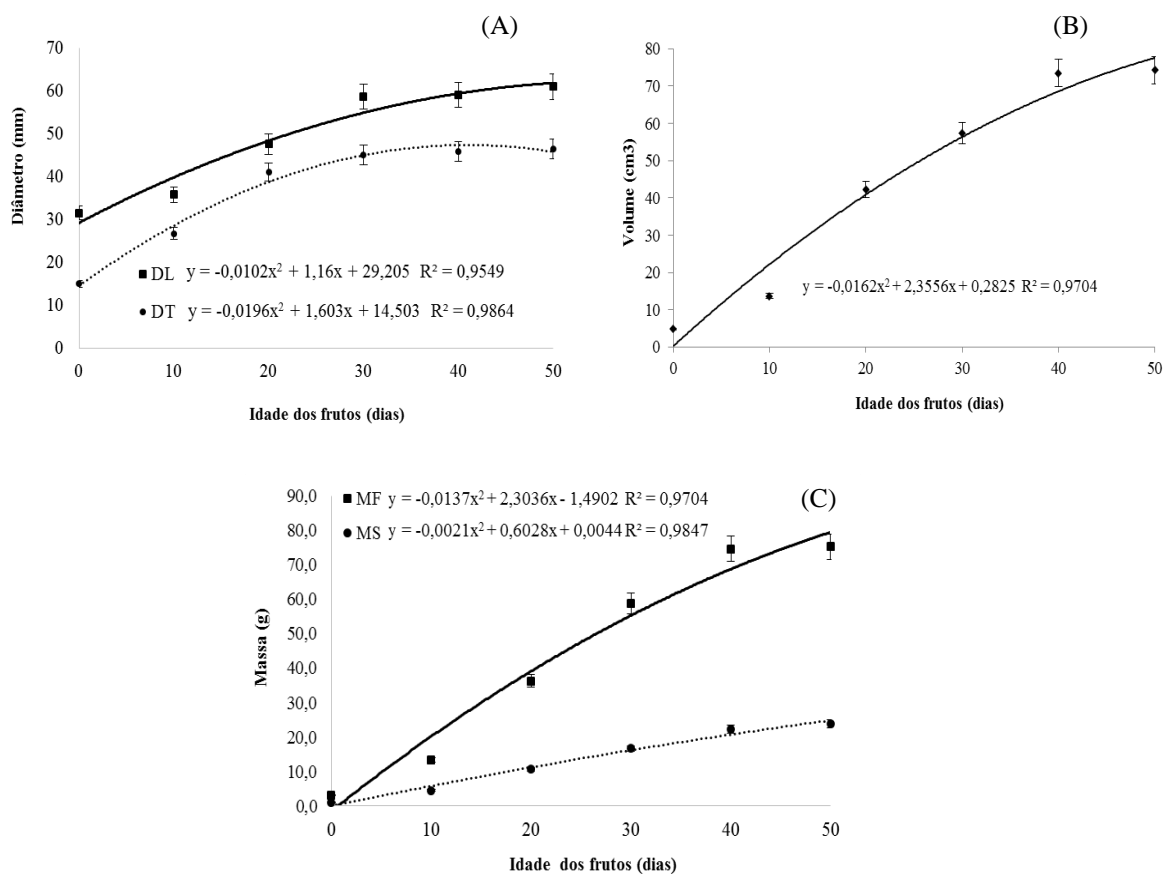 (A)
Diâmetro (mm)
70
60
50
40
30
20
10
0
DL y = -0,0102x² + 1,16x + 29,205 R² = 0,9549
DT y = -0,0196x² + 1,603x + 14,503 R² = 0,9864
0 10 20 30 40 50
Idade dos frutos (dias)
(B)
Volume (cm3)
80
70
60
50
40
30
20
10
0
y = -0,0162x² + 2,3556x + 0,2825 R² = 0,9704
0 10 20 30 40 50
Idade dos frutos (dias)
(C)
Massa (g)
MF y = -0,0137x² + 2,3036x - 1,4902 R² = 0,9704
MS y = -0,0021x² + 0,6028x + 0,0044 R² = 0,9847
90,0
80,0
70,0
60,0
50,0
40,0
30,0
20,0
10,0
0,0
0 10 20 30 40 50
Idade dos frutos (dias)